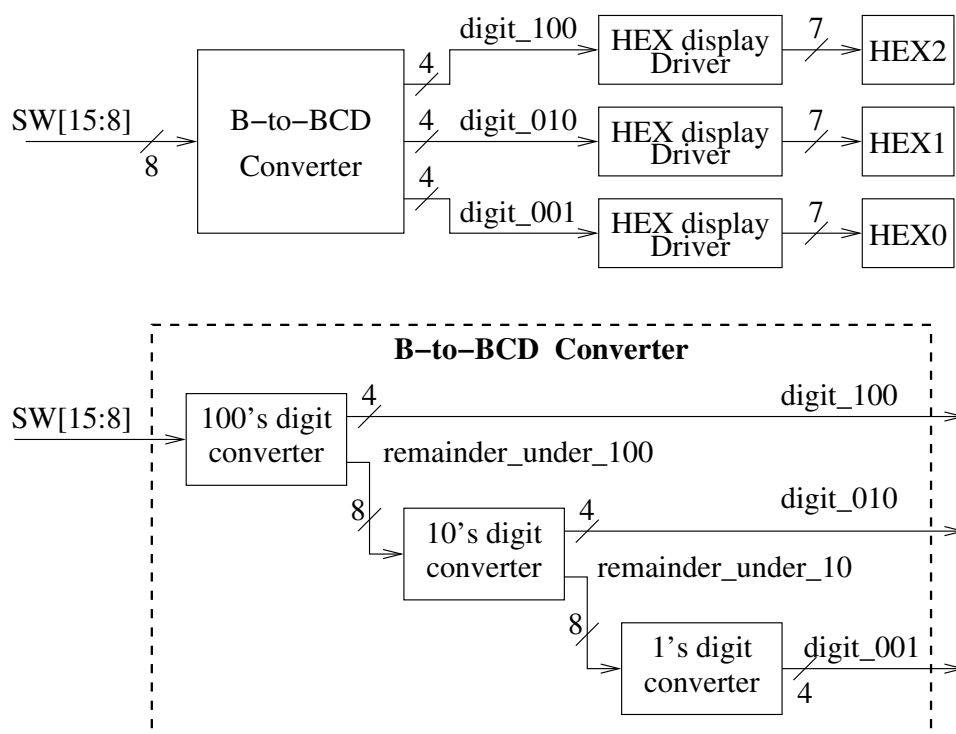 digit_100
4
HEX display
Driver
7
HEX2
SW[15:8]
8
B−to−BCD
Converter
4
digit_010
HEX display
Driver
7
HEX1
4
digit_001
HEX display
Driver
7
HEX0
B−to−BCD Converter
SW[15:8]
100's digit
converter
4
digit_100
remainder_under_100
8
10's digit
converter
4
digit_010
remainder_under_10
8
1's digit
converter
4
digit_001